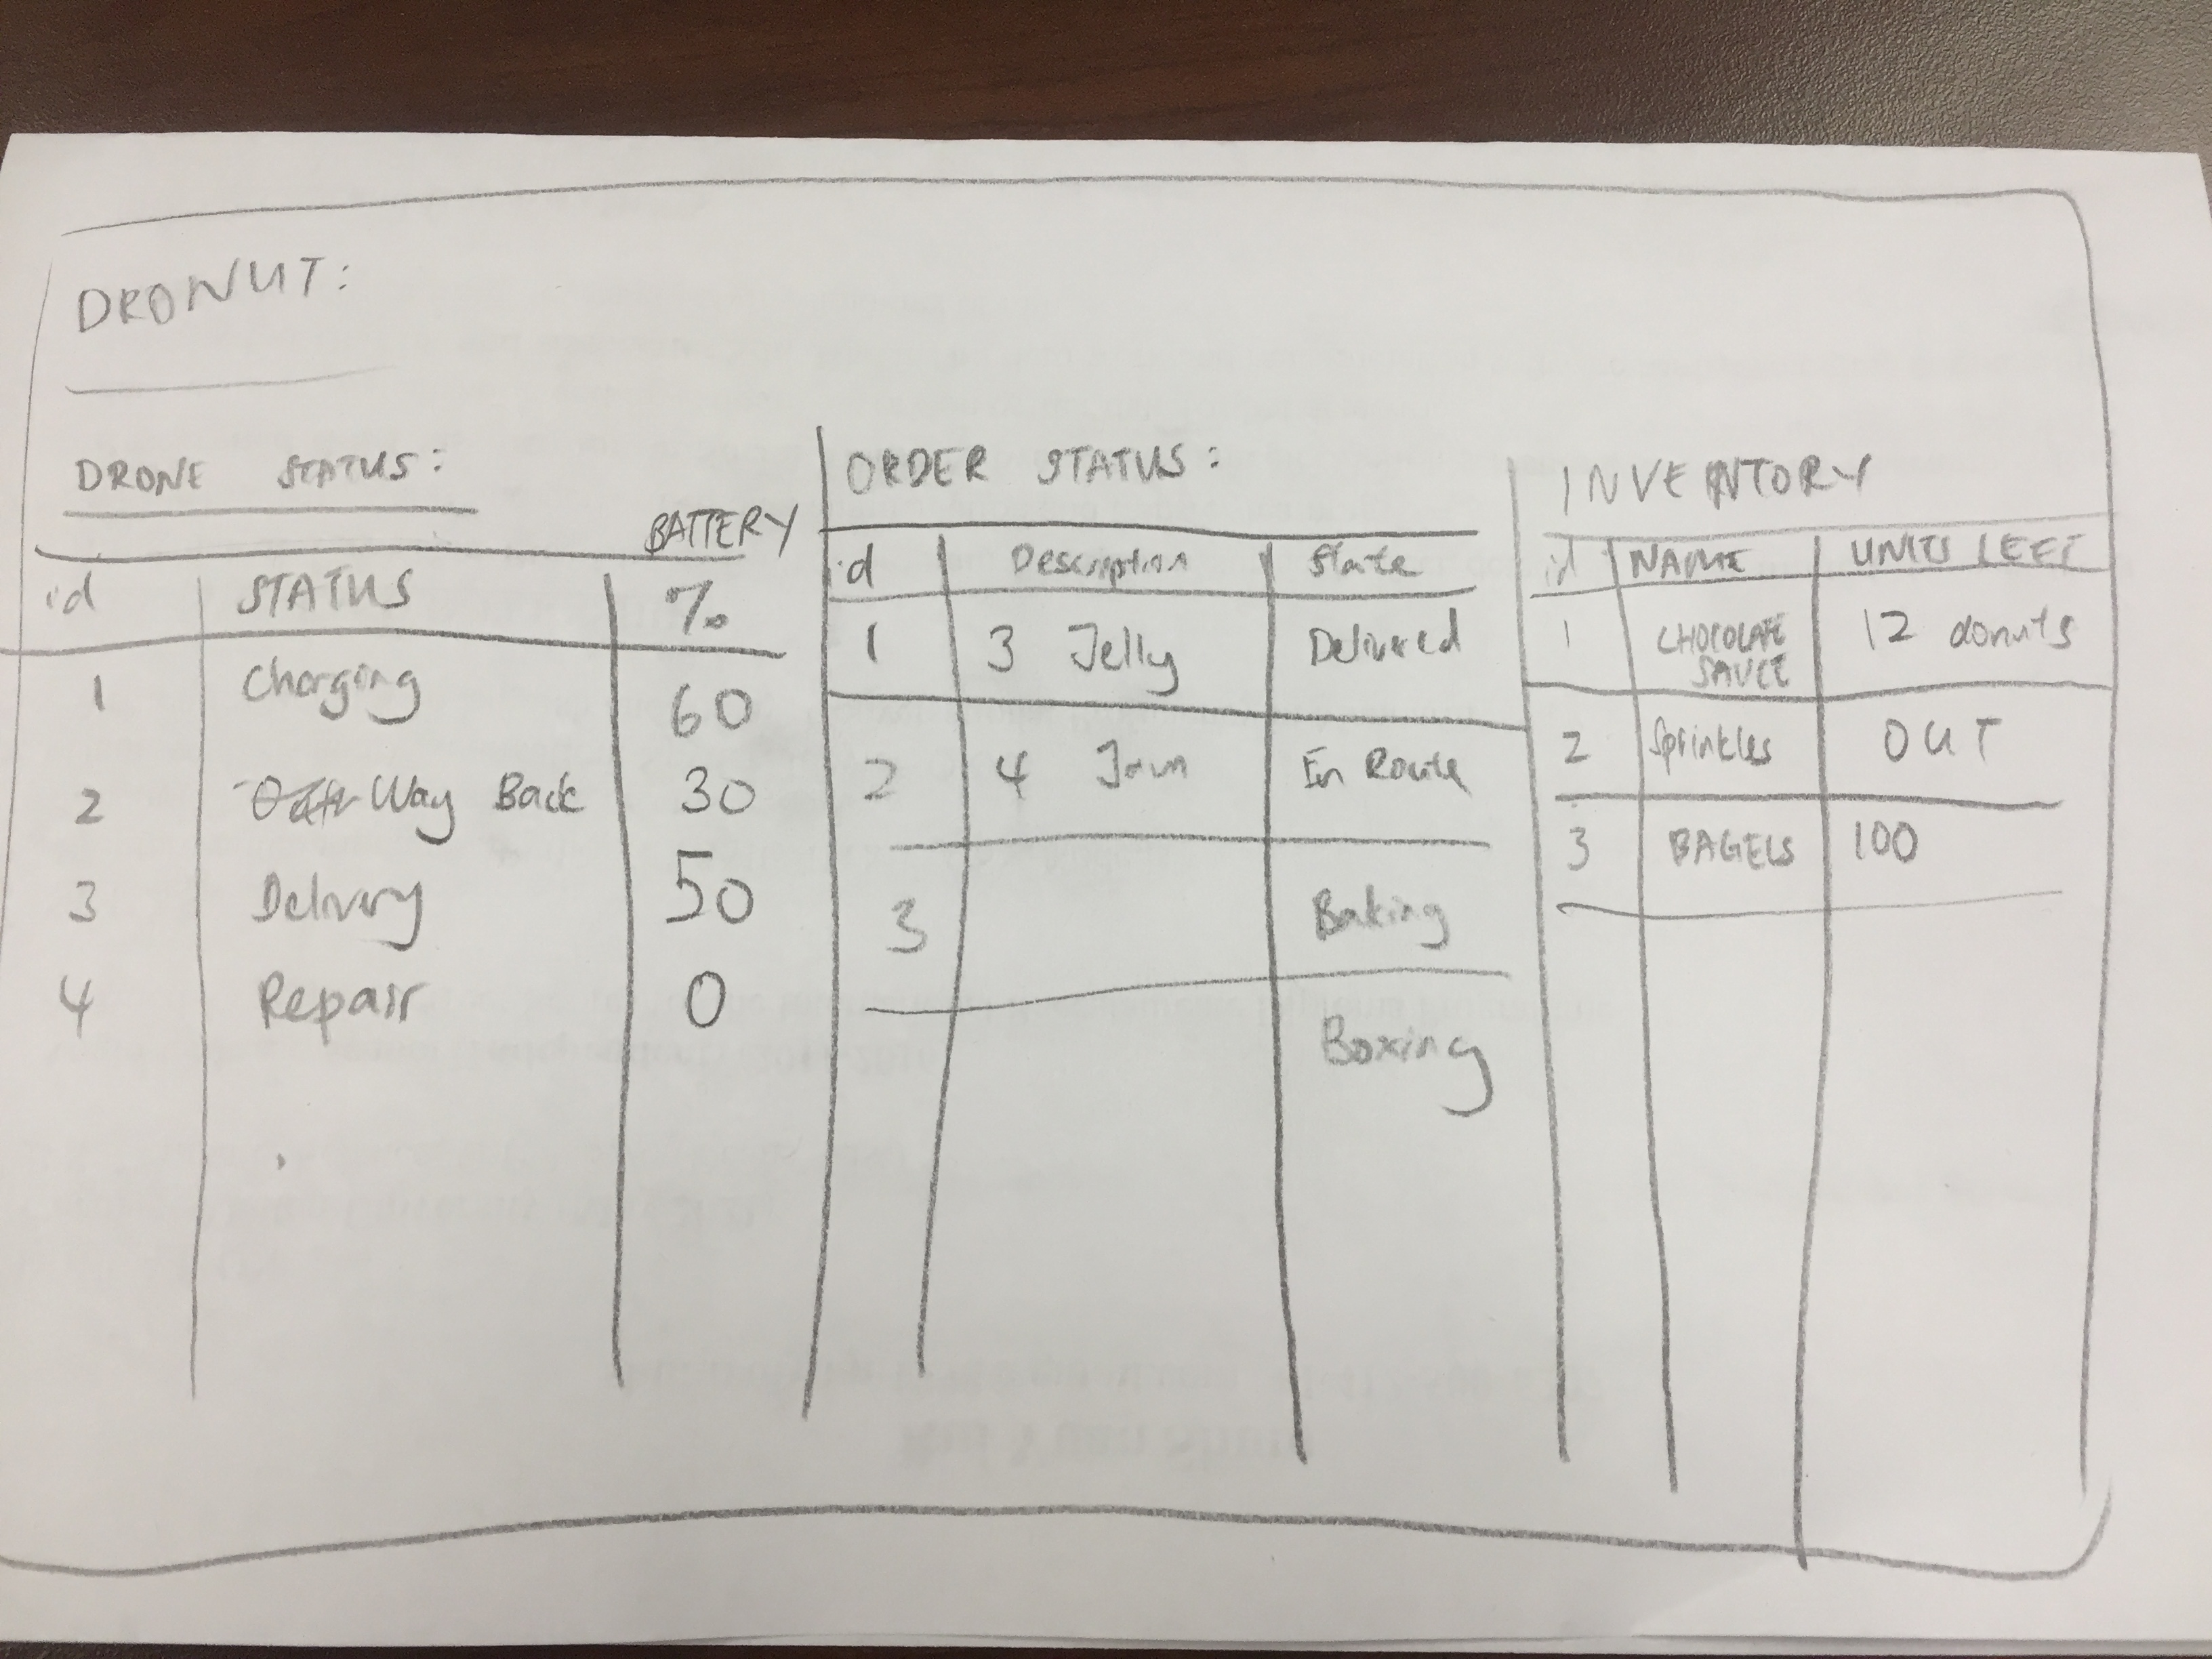 DRONUT:
DRONE STATUS:
BATTERY
id STATUS %
1 Charging 60
2 Way Back 30
3 Delivery 50
4 Repair 0
ORDER STATUS:
id Description State
1 3 Jelly Delivered
2 4 Jam En Route
3 Baking
Boxing
INVENTORY
id NAME UNITS LEFT
1 CHOCOLATE SAUCE 12 donuts
2 Sprinkles OUT
3 BAGELS 100